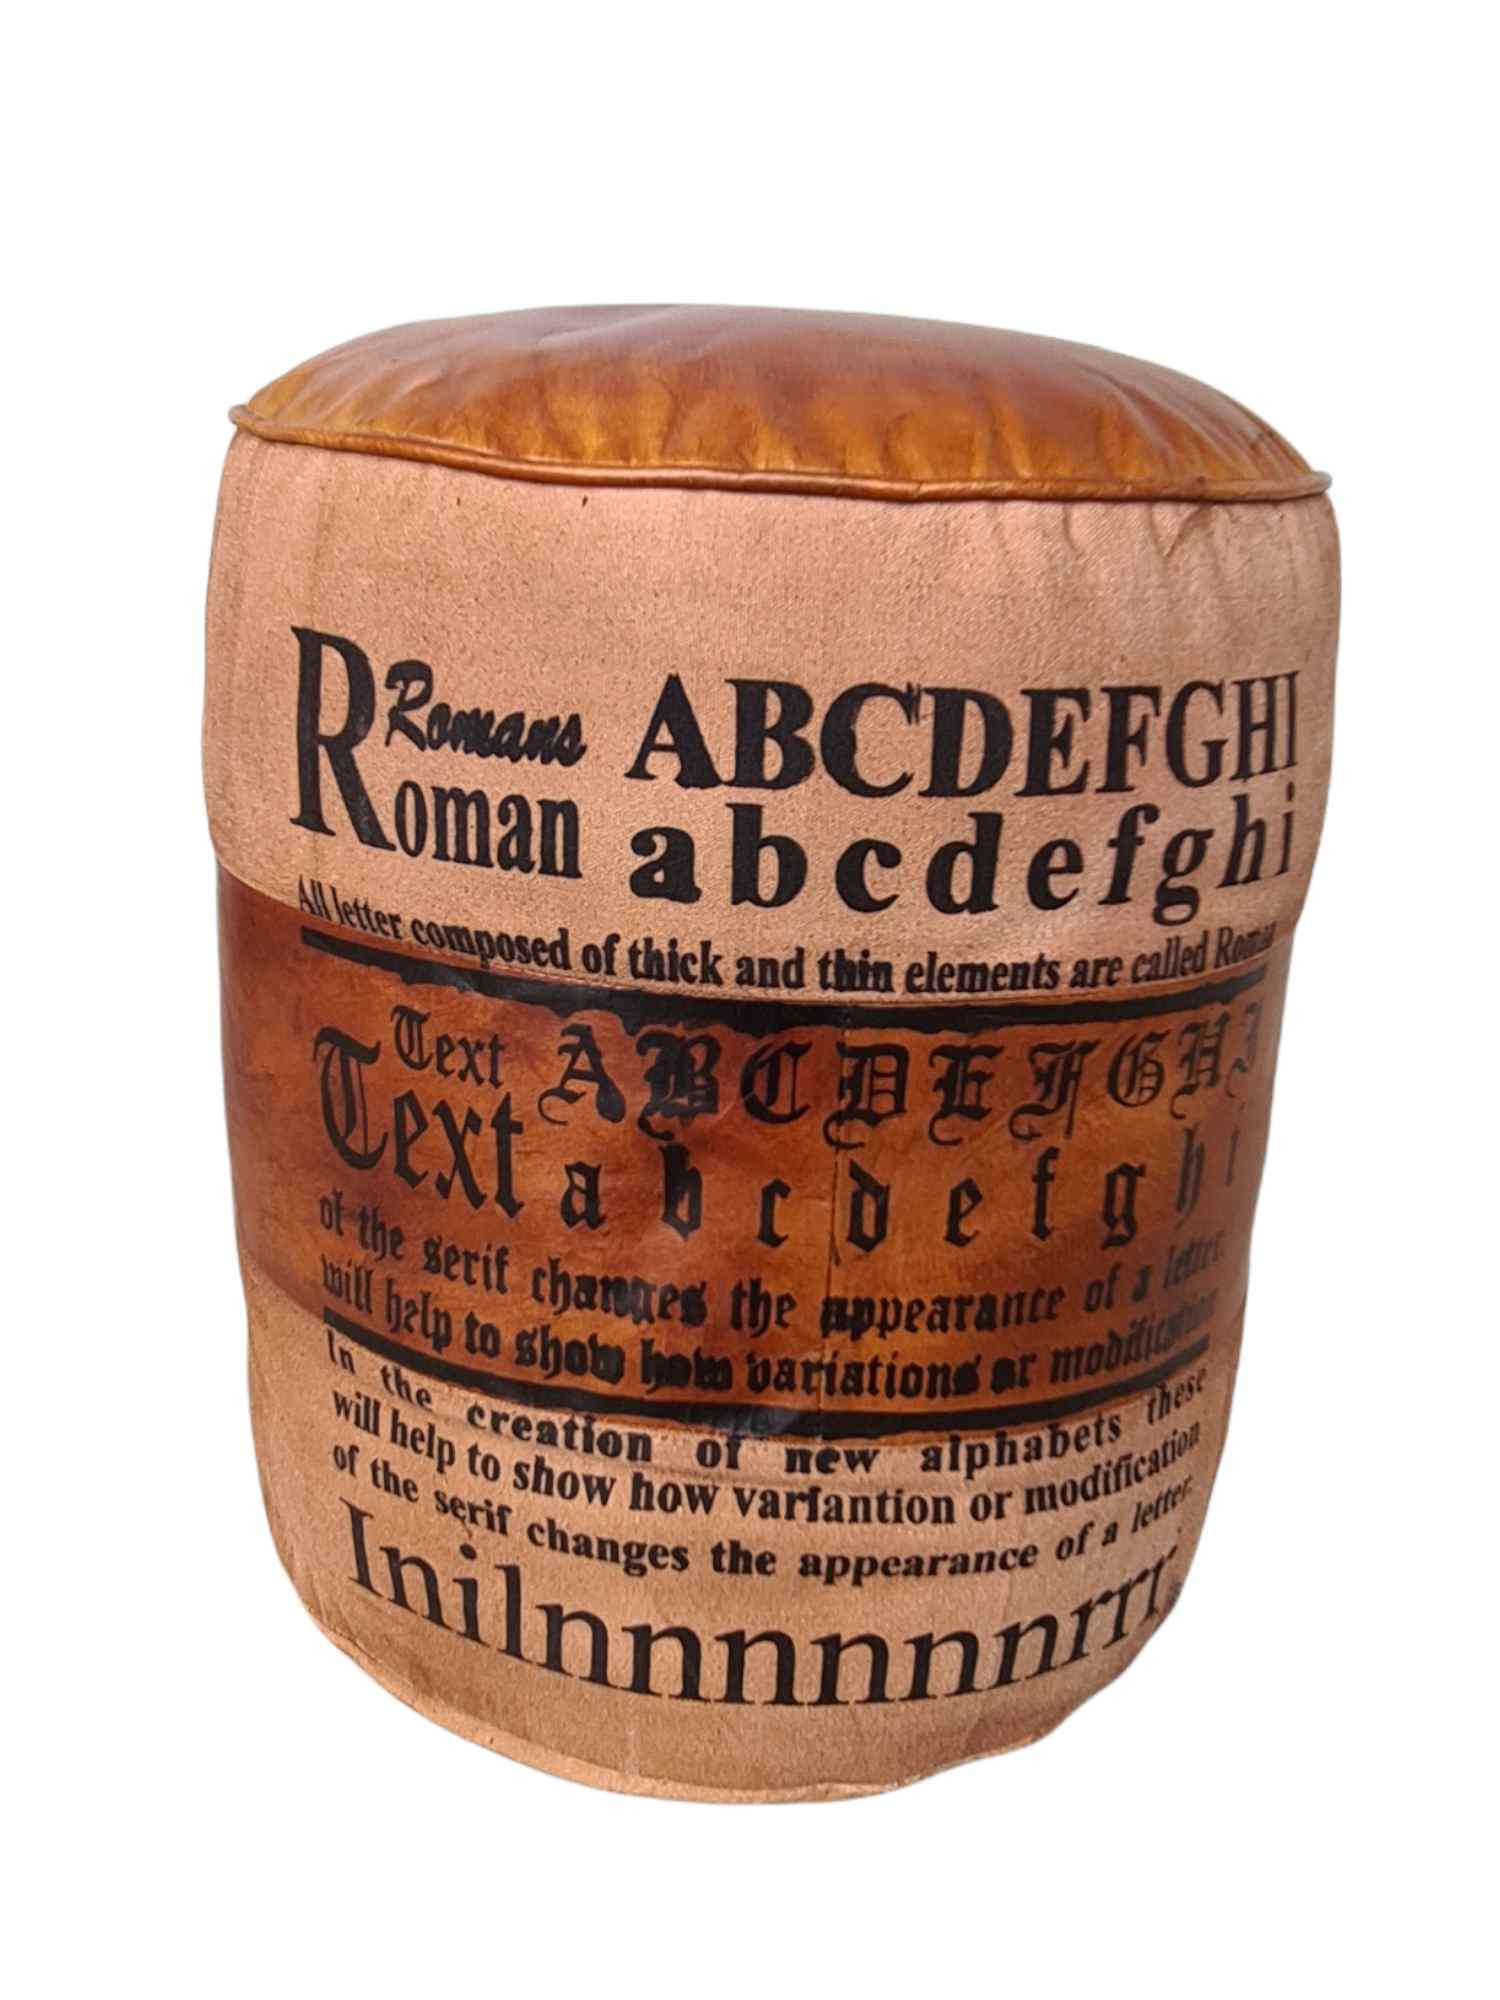 Romans
Roman
ABCDEFGHI
abcdefghi
All letter composed of thick and thin elements are called Roman
Text
Text
ABCDEFGHI
abcdefghi
of the serif changes the appearance of a letter
will help to show how variations or modification
In the creation of new alphabets these
will help to show how varfantion or modification
of the serif changes the appearance of a letter.
Inilnnnnnnnrrr